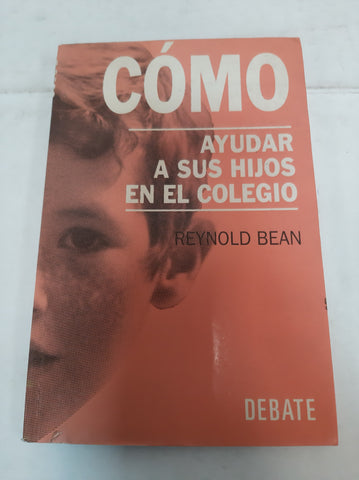 CÓMO
AYUDAR
A SUS HIJOS
EN EL COLEGIO
REYNOLD BEAN
DEBATE